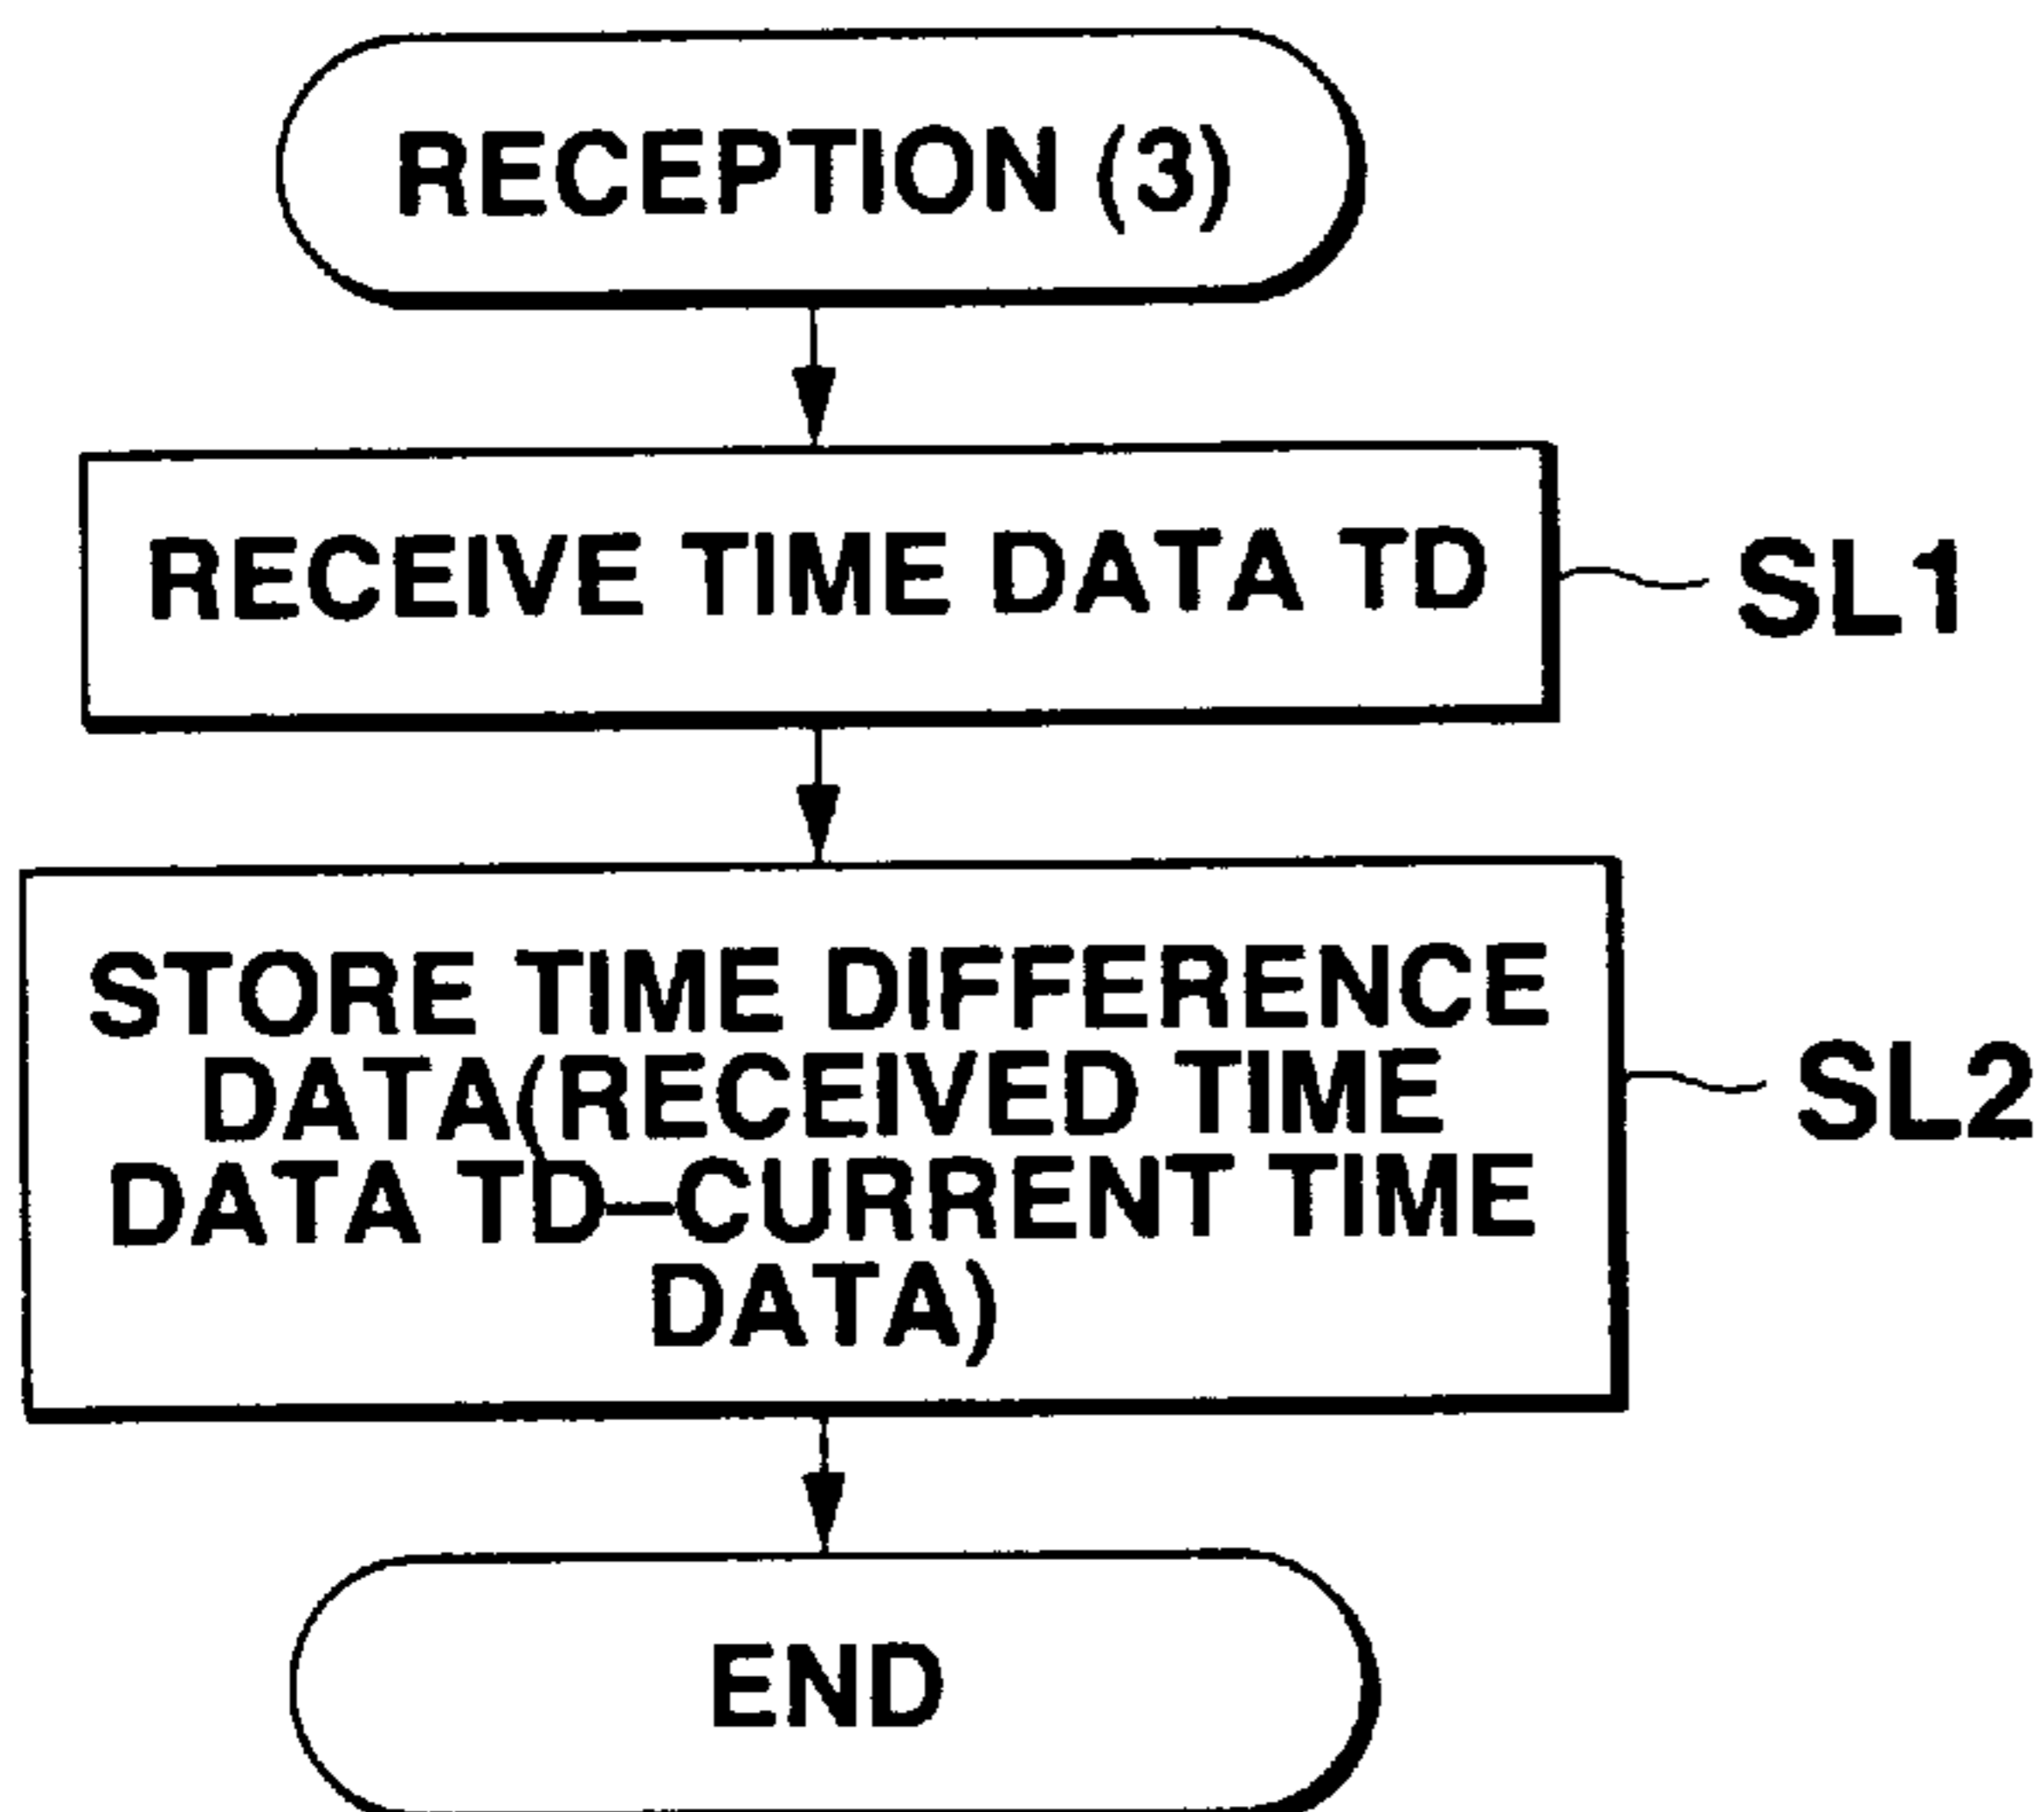 RECEPTION (3)
RECEIVE TIME DATA TD
SL1
STORE TIME DIFFERENCE
DATA(RECEIVED TIME
DATA TD—CURRENT TIME
DATA)
SL2
END